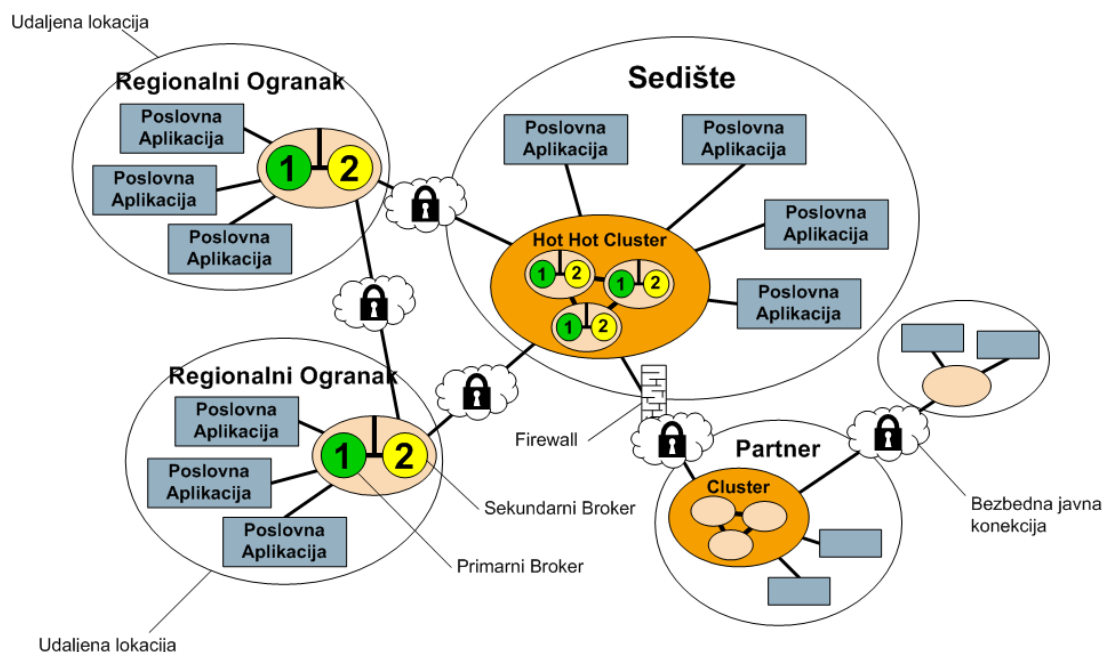 Udaljena lokacija
Regionalni Ogranak
Poslovna
Aplikacija
Poslovna
Aplikacija
Poslovna
Aplikacija
1
2
Sedište
Poslovna
Aplikacija
Poslovna
Aplikacija
Poslovna
Aplikacija
Poslovna
Aplikacija
Hot Hot Cluster
1
2
1
2
1
2
Regionalni Ogranak
Poslovna
Aplikacija
Poslovna
Aplikacija
Poslovna
Aplikacija
1
2
Firewall
Sekundarni Broker
Primarni Broker
Partner
Cluster
Bezbedna javna
konekcija
Udaljena lokacija